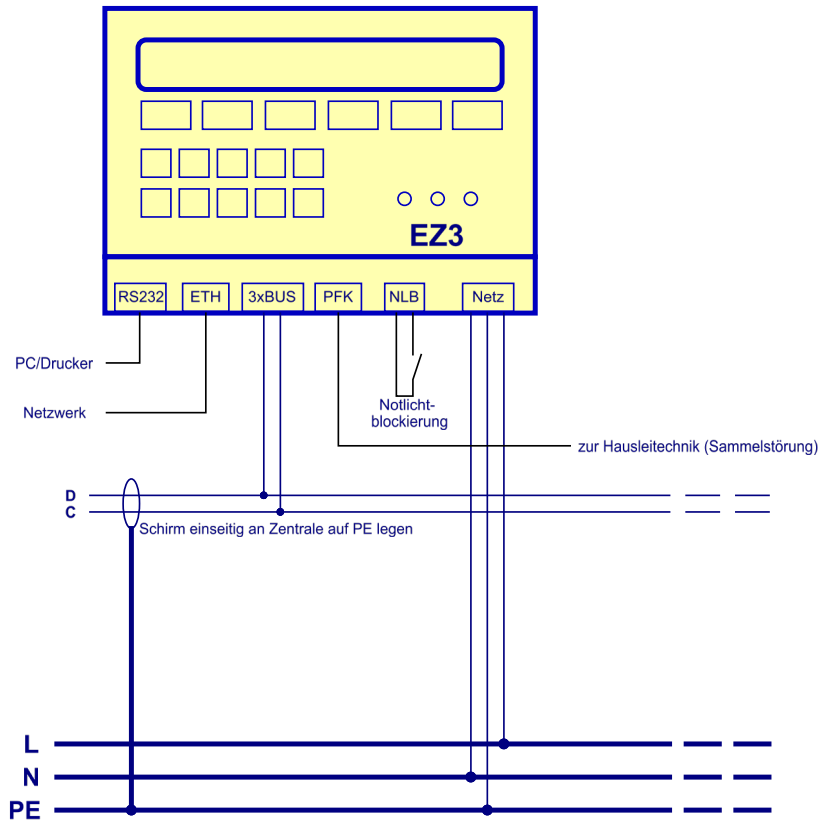 EZ3
RS232
ETH
3xBUS
PFK
NLB
Netz
PC/Drucker
Netzwerk
Notlicht-
blockierung
zur Hausleitechnik (Sammelstörung)
D
C
Schirm einseitig an Zentrale auf PE legen
L
N
PE